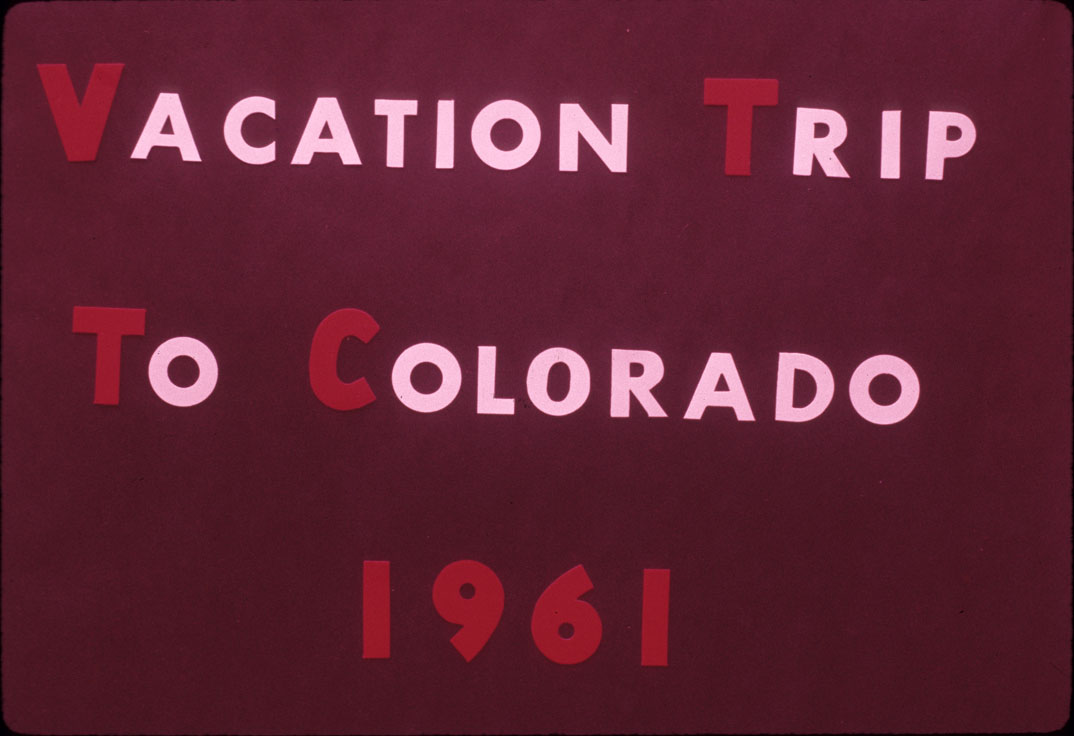 VACATION TRIP
TO COLORADO
1961